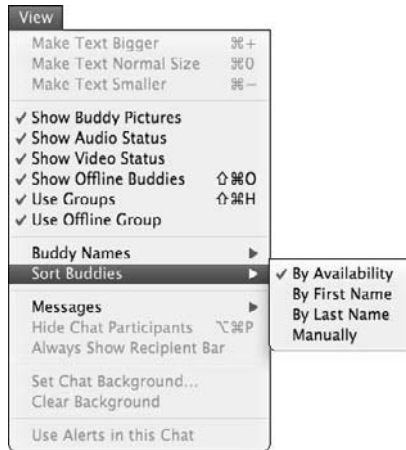 View
Make Text Bigger ⌘+
Make Text Normal Size ⌘0
Make Text Smaller ⌘−
✓ Show Buddy Pictures
✓ Show Audio Status
✓ Show Video Status
✓ Show Offline Buddies ⇧⌘O
✓ Use Groups ⇧⌘H
✓ Use Offline Group
Buddy Names ▶
Sort Buddies ▶
✓ By Availability
By First Name
By Last Name
Manually
Messages ▶
Hide Chat Participants ⌥⌘P
Always Show Recipient Bar
Set Chat Background...
Clear Background
Use Alerts in this Chat